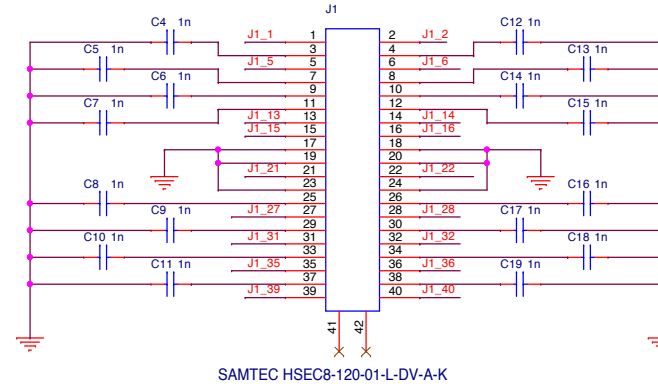 J1
C4 1n
J1_1
1
2
J1_2
C12 1n
3
4
C5 1n
J1_5
5
6
J1_6
C13 1n
7
8
C6 1n
9
10
C14 1n
11
12
C7 1n
J1_13
13
14
J1_14
C15 1n
J1_15
15
16
J1_16
17
18
19
20
J1_21
21
22
J1_22
23
24
C8 1n
25
26
C16 1n
J1_27
27
28
J1_28
C9 1n
29
30
C17 1n
J1_31
31
32
J1_32
C10 1n
33
34
C18 1n
J1_35
35
36
J1_36
C11 1n
37
38
C19 1n
J1_39
39
40
J1_40
41
42
SAMTEC HSEC8-120-01-L-DV-A-K